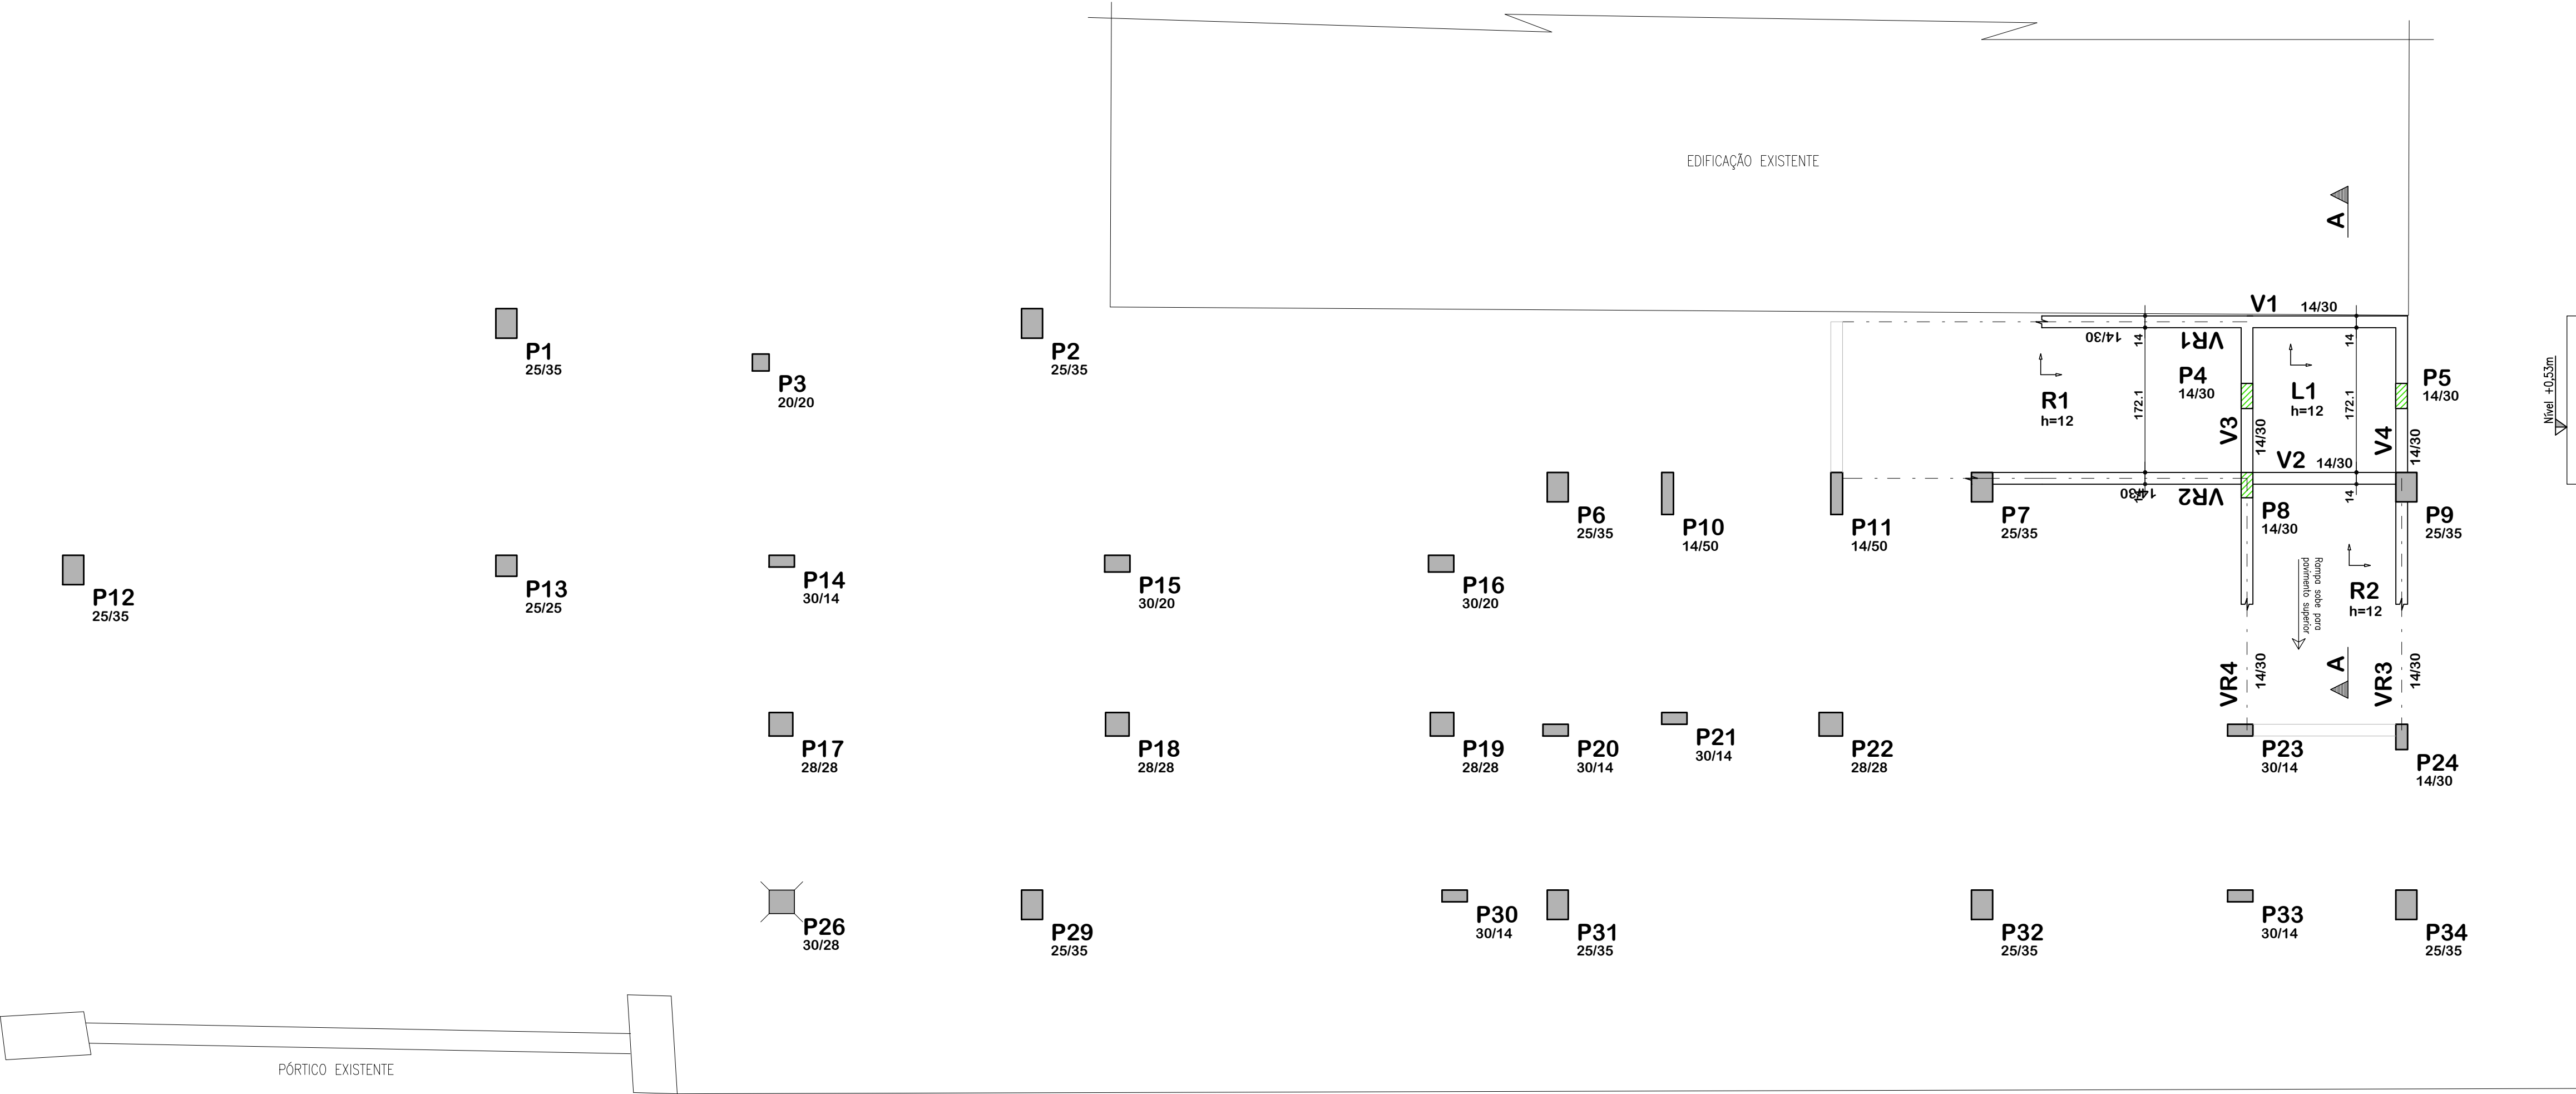 EDIFICAÇÃO EXISTENTE
A
V1 14/30
14/30
VR1
14
14
P1
25/35
P3
20/20
P2
25/35
R1
h=12
172.1
P4
14/30
L1
h=12
172.1
P5
14/30
Nível +0,53m
V3
14/30
V4
14/30
V2 14/30
14/30
14
VR2
14
P6
25/35
P10
14/50
P11
14/50
P7
25/35
P8
14/30
P9
25/35
P12
25/35
P13
25/25
P14
30/14
P15
30/20
P16
30/20
Rampa sobe para
pavimento superior
R2
h=12
A
VR4
14/30
VR3
14/30
P17
28/28
P18
28/28
P19
28/28
P20
30/14
P21
30/14
P22
28/28
P23
30/14
P24
14/30
P26
30/28
P29
25/35
P30
30/14
P31
25/35
P32
25/35
P33
30/14
P34
25/35
PÓRTICO EXISTENTE